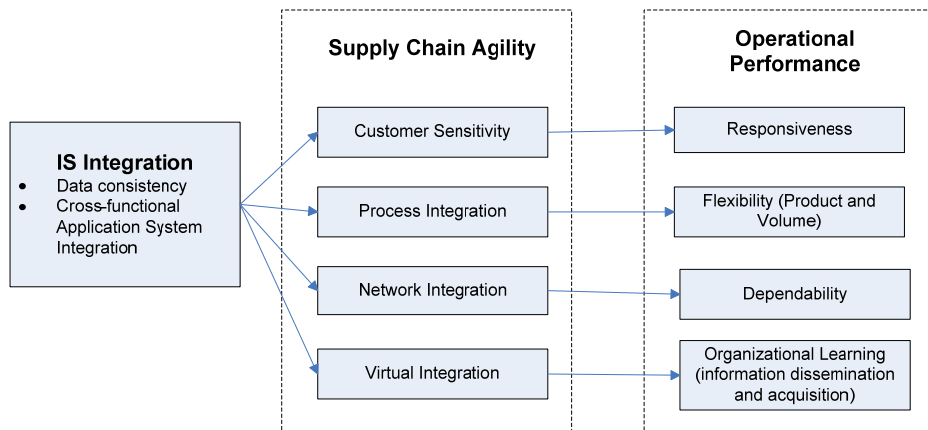 IS Integration
• Data consistency
• Cross-functional
Application System
Integration
Supply Chain Agility
Customer Sensitivity
Process Integration
Network Integration
Virtual Integration
Operational
Performance
Responsiveness
Flexibility (Product and
Volume)
Dependability
Organizational Learning
(information dissemination
and acquisition)